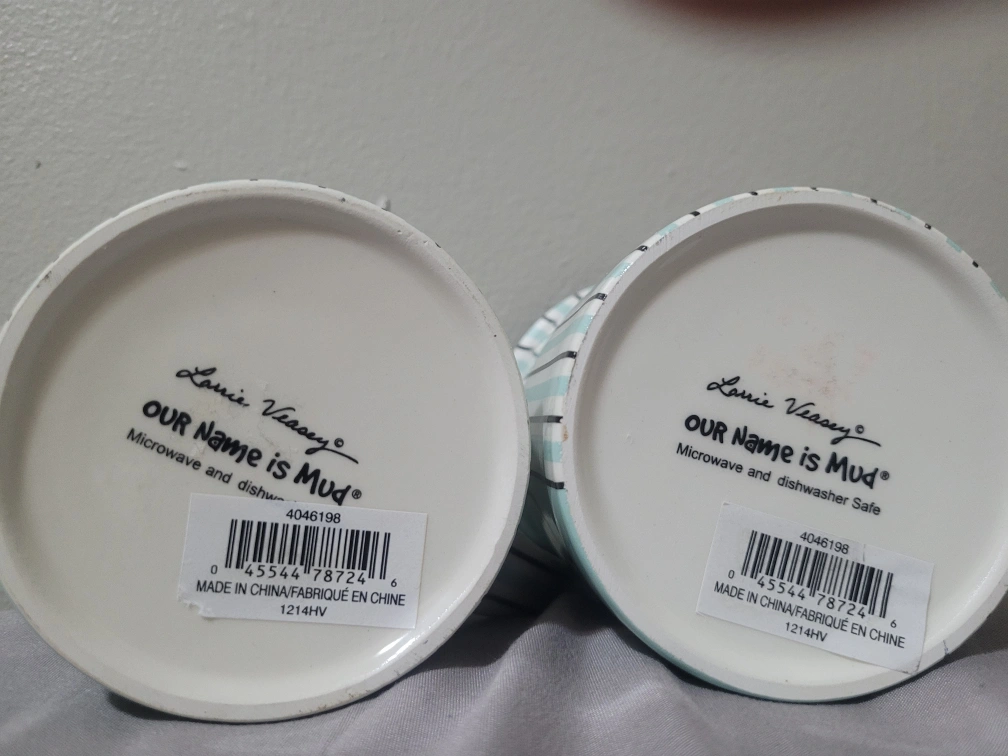 Lorrie Veasey©
OUR Name is Mud®
Microwave and dishwa
4046198
0 45544 78724 6
MADE IN CHINA/FABRIQUÉ EN CHINE
1214HV
Lorrie Veasey©
OUR Name is Mud®
Microwave and dishwasher Safe
4046198
0 45544 78724 6
MADE IN CHINA/FABRIQUÉ EN CHINE
1214HV